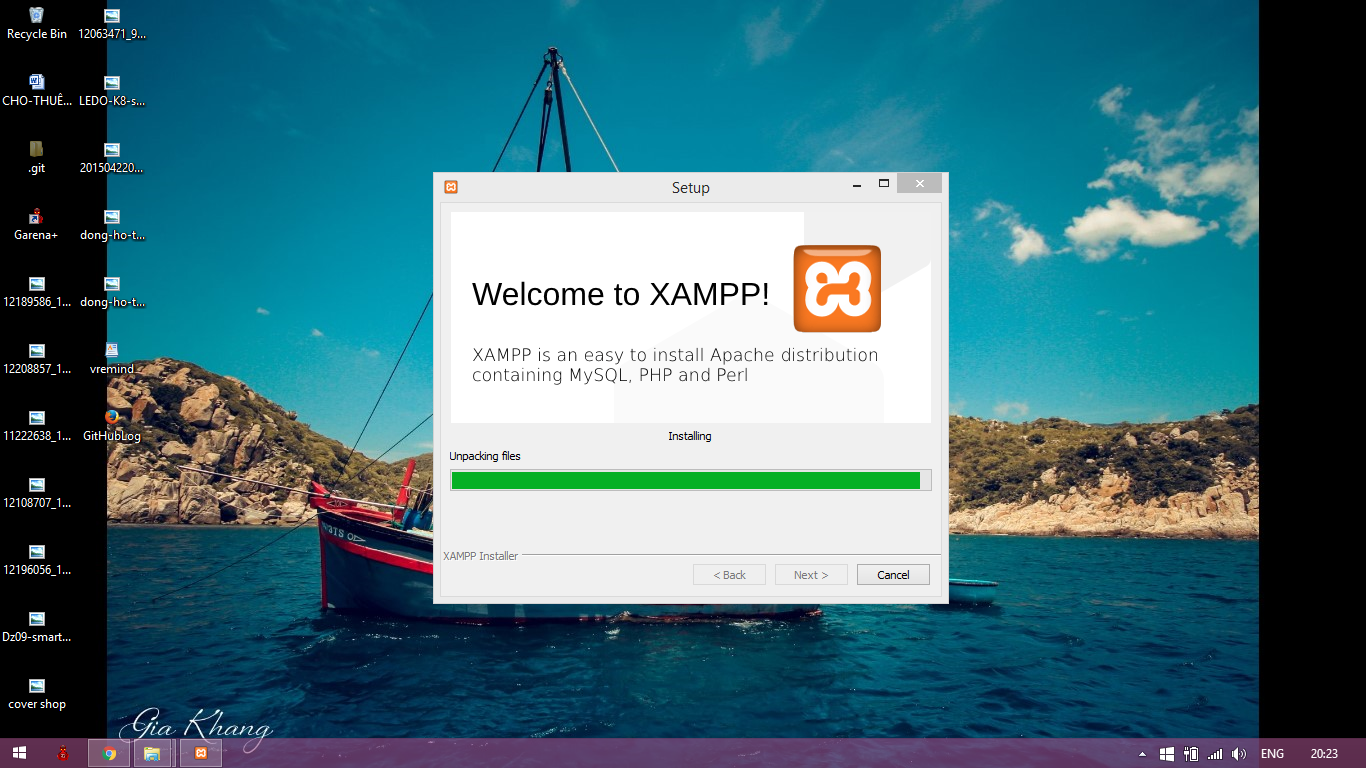 Recycle Bin
12063471_9...
CHO-THUÊ...
LEDO-K8-s...
.git
201504220...
Garena+
dong-ho-t...
12189586_1...
dong-ho-t...
12208857_1...
vremind
11222638_1...
GitHubLog
12108707_1...
12196056_1...
Dz09-smart...
cover shop
Setup
Welcome to XAMPP!
XAMPP is an easy to install Apache distribution
containing MySQL, PHP and Perl
Installing
Unpacking files
XAMPP Installer
< Back
Next >
Cancel
Gia Khang
ENG
20:23